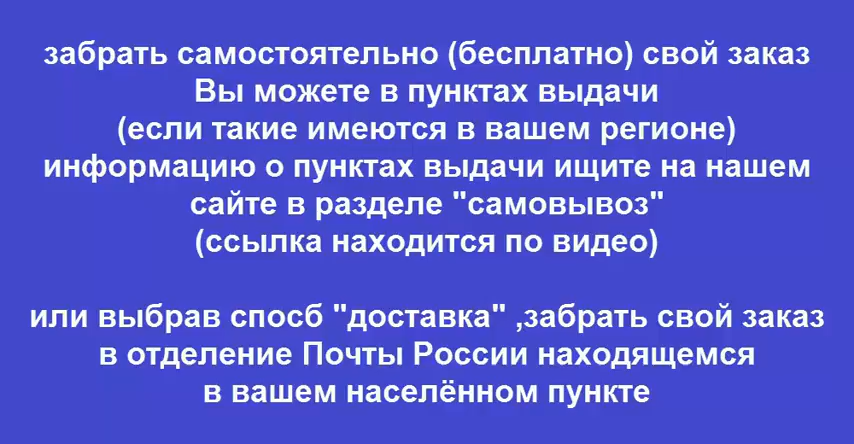 забрать самостоятельно (бесплатно) свой заказ
Вы можете в пунктах выдачи
(если такие имеются в вашем регионе)
информацию о пунктах выдачи ищите на нашем
сайте в разделе "самовывоз"
(ссылка находится по видео)
или выбрав спосб "доставка" ,забрать свой заказ
в отделение Почты России находящемся
в вашем населённом пункте